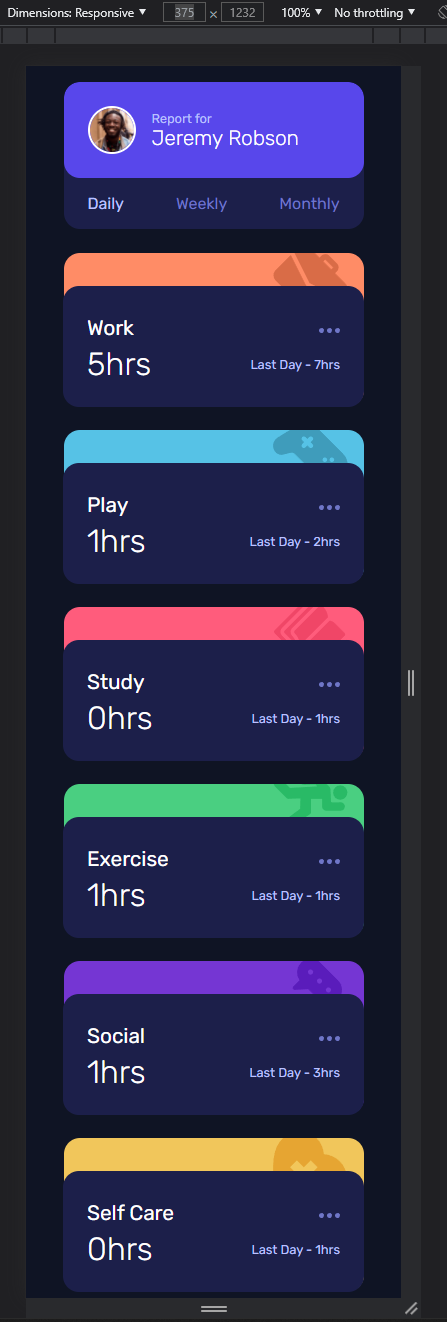 Dimensions: Responsive ▼ 375 × 1232 100% ▼ No throttling ▼
Report for
Jeremy Robson
Daily Weekly Monthly
Work
5hrs Last Day - 7hrs
Play
1hrs Last Day - 2hrs
Study
0hrs Last Day - 1hrs
Exercise
1hrs Last Day - 1hrs
Social
1hrs Last Day - 3hrs
Self Care
0hrs Last Day - 1hrs